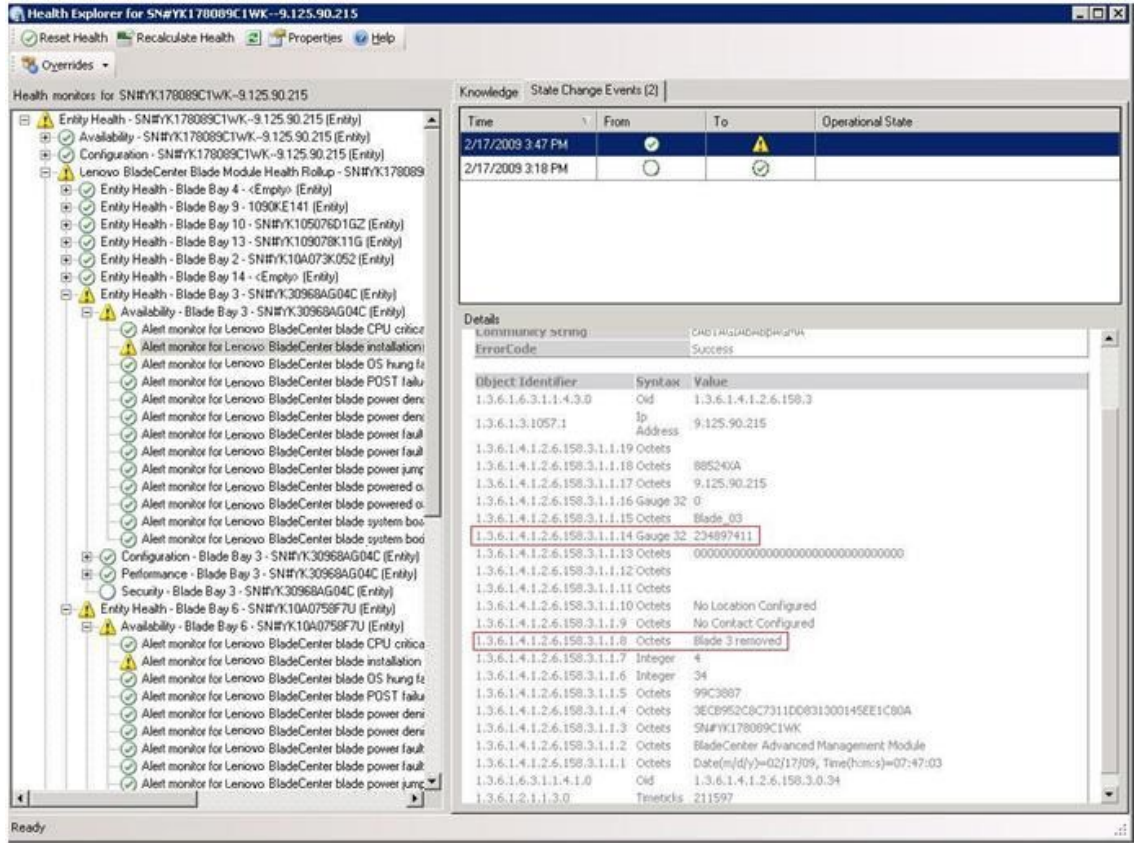 Health Explorer for SN#YK178089C1WK--9.125.90.215
Reset Health Recalculate Health Properties Help
Overrides
Health monitors for SN#YK178089C1WK--9.125.90.215
Entity Health - SN#YK178089C1WK--9.125.90.215 (Entity)
Availability - SN#YK178089C1WK--9.125.90.215 (Entity)
Configuration - SN#YK178089C1WK--9.125.90.215 (Entity)
Lenovo BladeCenter Blade Module Health Rollup - SN#YK178089
Entity Health - Blade Bay 4 - <Empty> (Entity)
Entity Health - Blade Bay 9 - 1090KE141 (Entity)
Entity Health - Blade Bay 10 - SN#YK105076D1GZ (Entity)
Entity Health - Blade Bay 13 - SN#YK109078K11G (Entity)
Entity Health - Blade Bay 2 - SN#YK10A073K052 (Entity)
Entity Health - Blade Bay 14 - <Empty> (Entity)
Entity Health - Blade Bay 3 - SN#YK30968AG04C (Entity)
Availability - Blade Bay 3 - SN#YK30968AG04C (Entity)
Alert monitor for Lenovo BladeCenter blade CPU critica
Alert monitor for Lenovo BladeCenter blade installation
Alert monitor for Lenovo BladeCenter blade OS hung fa
Alert monitor for Lenovo BladeCenter blade POST failu
Alert monitor for Lenovo BladeCenter blade power deni
Alert monitor for Lenovo BladeCenter blade power deni
Alert monitor for Lenovo BladeCenter blade power fault
Alert monitor for Lenovo BladeCenter blade power fault
Alert monitor for Lenovo BladeCenter blade power jump
Alert monitor for Lenovo BladeCenter blade powered o
Alert monitor for Lenovo BladeCenter blade powered o
Alert monitor for Lenovo BladeCenter blade system boa
Alert monitor for Lenovo BladeCenter blade system boo
Configuration - Blade Bay 3 - SN#YK30968AG04C (Entity)
Performance - Blade Bay 3 - SN#YK30968AG04C (Entity)
Security - Blade Bay 3 - SN#YK30968AG04C (Entity)
Entity Health - Blade Bay 6 - SN#YK10A0758F7U (Entity)
Availability - Blade Bay 6 - SN#YK10A0758F7U (Entity)
Alert monitor for Lenovo BladeCenter blade CPU critica
Alert monitor for Lenovo BladeCenter blade installation
Alert monitor for Lenovo BladeCenter blade OS hung fa
Alert monitor for Lenovo BladeCenter blade POST failu
Alert monitor for Lenovo BladeCenter blade power deni
Alert monitor for Lenovo BladeCenter blade power deni
Alert monitor for Lenovo BladeCenter blade power fault
Alert monitor for Lenovo BladeCenter blade power fault
Alert monitor for Lenovo BladeCenter blade power jump
Knowledge State Change Events (2)
Time From To Operational State
2/17/2009 3:47 PM
2/17/2009 3:18 PM
Details
Community String
ErrorCode Success
Object Identifier Syntax Value
1.3.6.1.6.3.1.1.4.3.0 Oid 1.3.6.1.4.1.2.6.158.3
1.3.6.1.3.1057.1 Ip Address 9.125.90.215
1.3.6.1.4.1.2.6.158.3.1.1.19 Octets
1.3.6.1.4.1.2.6.158.3.1.1.18 Octets 88524XA
1.3.6.1.4.1.2.6.158.3.1.1.17 Octets 9.125.90.215
1.3.6.1.4.1.2.6.158.3.1.1.16 Gauge 32 0
1.3.6.1.4.1.2.6.158.3.1.1.15 Octets Blade_03
1.3.6.1.4.1.2.6.158.3.1.1.14 Gauge 32 234897411
1.3.6.1.4.1.2.6.158.3.1.1.13 Octets 00000000000000000000000000000000
1.3.6.1.4.1.2.6.158.3.1.1.12 Octets
1.3.6.1.4.1.2.6.158.3.1.1.11 Octets
1.3.6.1.4.1.2.6.158.3.1.1.10 Octets No Location Configured
1.3.6.1.4.1.2.6.158.3.1.1.9 Octets No Contact Configured
1.3.6.1.4.1.2.6.158.3.1.1.8 Octets Blade 3 removed
1.3.6.1.4.1.2.6.158.3.1.1.7 Integer 4
1.3.6.1.4.1.2.6.158.3.1.1.6 Integer 34
1.3.6.1.4.1.2.6.158.3.1.1.5 Octets 99C3887
1.3.6.1.4.1.2.6.158.3.1.1.4 Octets 3ECB952C8C7311DD831300145EE1C80A
1.3.6.1.4.1.2.6.158.3.1.1.3 Octets SN#YK178089C1WK
1.3.6.1.4.1.2.6.158.3.1.1.2 Octets BladeCenter Advanced Management Module
1.3.6.1.4.1.2.6.158.3.1.1.1 Octets Date(m/d/y)=02/17/09, Time(h:m:s)=07:47:03
1.3.6.1.6.3.1.1.4.1.0 Oid 1.3.6.1.4.1.2.6.158.3.0.34
1.3.6.1.2.1.1.3.0 Timeticks 211597
Ready